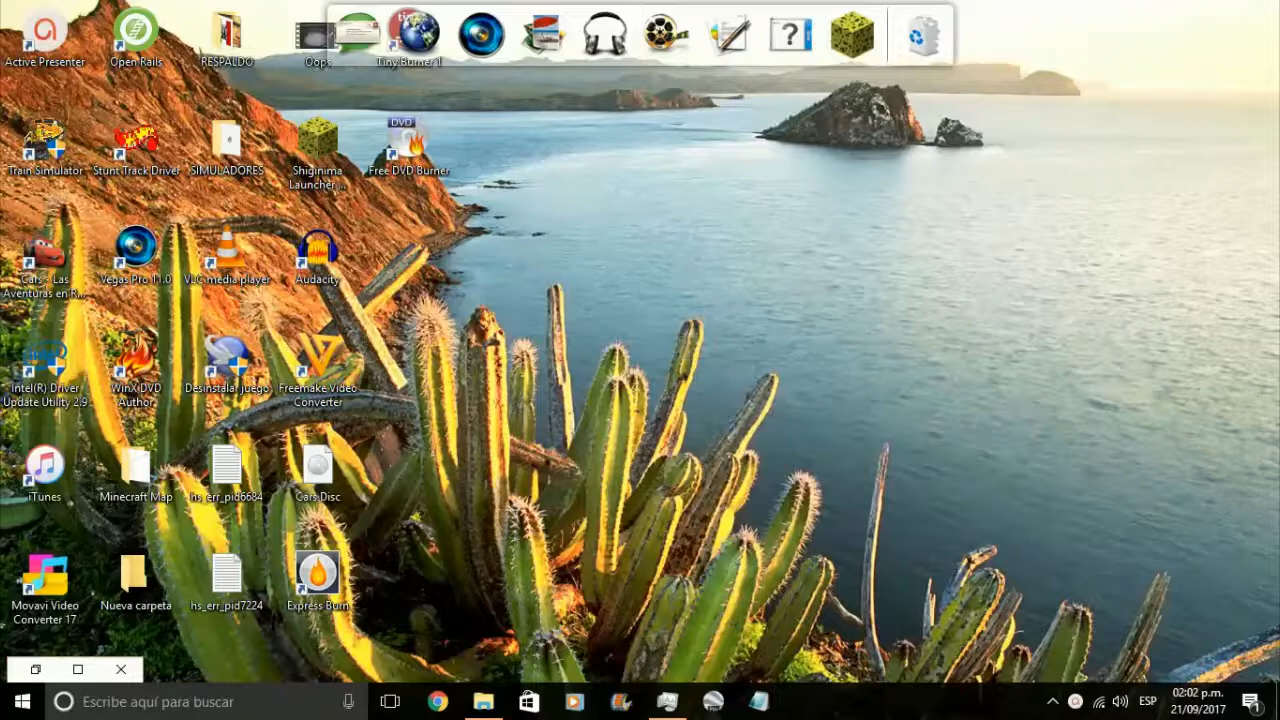 Active Presenter
Open Rails
RESPALDO
Oops
Tiny Burner 1
Train Simulator
Stunt Track Driver
SIMULADORES
Shiginima
Launcher ...
DVD
Free DVD Burner
Cars - Las
Aventuras en R...
Vegas Pro 11.0
VLC media player
Audacity
Intel(R) Driver
Update Utility 2.9
WinX DVD
Author
Desinstalar juego
Freemake Video
Converter
iTunes
Minecraft Map
hs_err_pid6684
Cars Disc
Movavi Video
Converter 17
Nueva carpeta
hs_err_pid7224
Express Burn
Escribe aquí para buscar
ESP
02:02 p.m.
21/09/2017
1